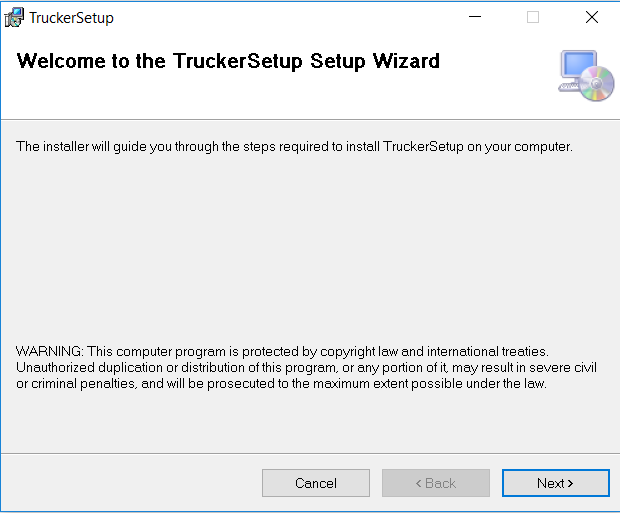 TruckerSetup
Welcome to the TruckerSetup Setup Wizard
The installer will guide you through the steps required to install TruckerSetup on your computer.
WARNING: This computer program is protected by copyright law and international treaties.
Unauthorized duplication or distribution of this program, or any portion of it, may result in severe civil
or criminal penalties, and will be prosecuted to the maximum extent possible under the law.
Cancel
< Back
Next >